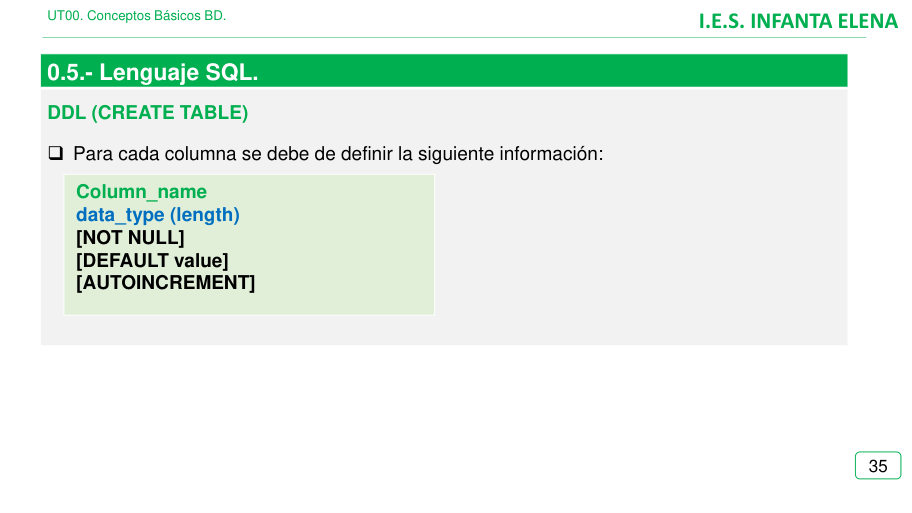 UT00. Conceptos Básicos BD.
I.E.S. INFANTA ELENA
0.5.- Lenguaje SQL.
DDL (CREATE TABLE)
❑ Para cada columna se debe de definir la siguiente información:
Column_name
data_type (length)
[NOT NULL]
[DEFAULT value]
[AUTOINCREMENT]
35